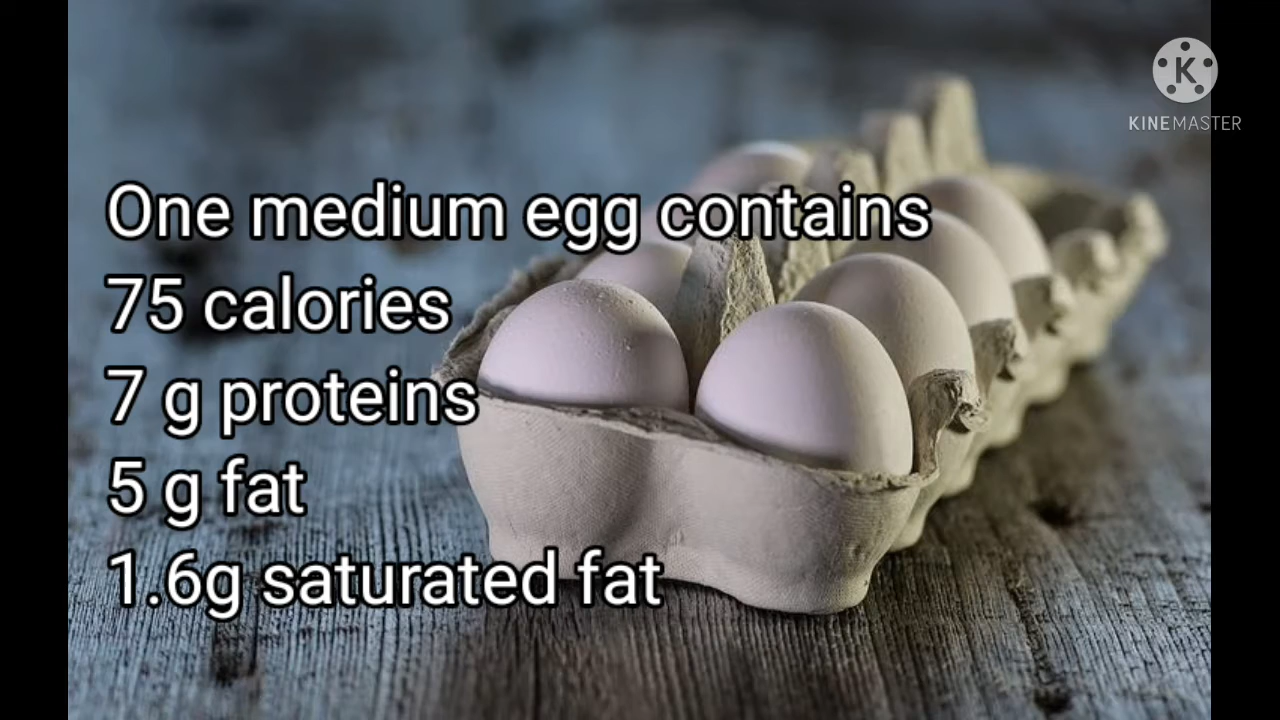 K
KINEMASTER
One medium egg contains
75 calories
7 g proteins
5 g fat
1.6g saturated fat